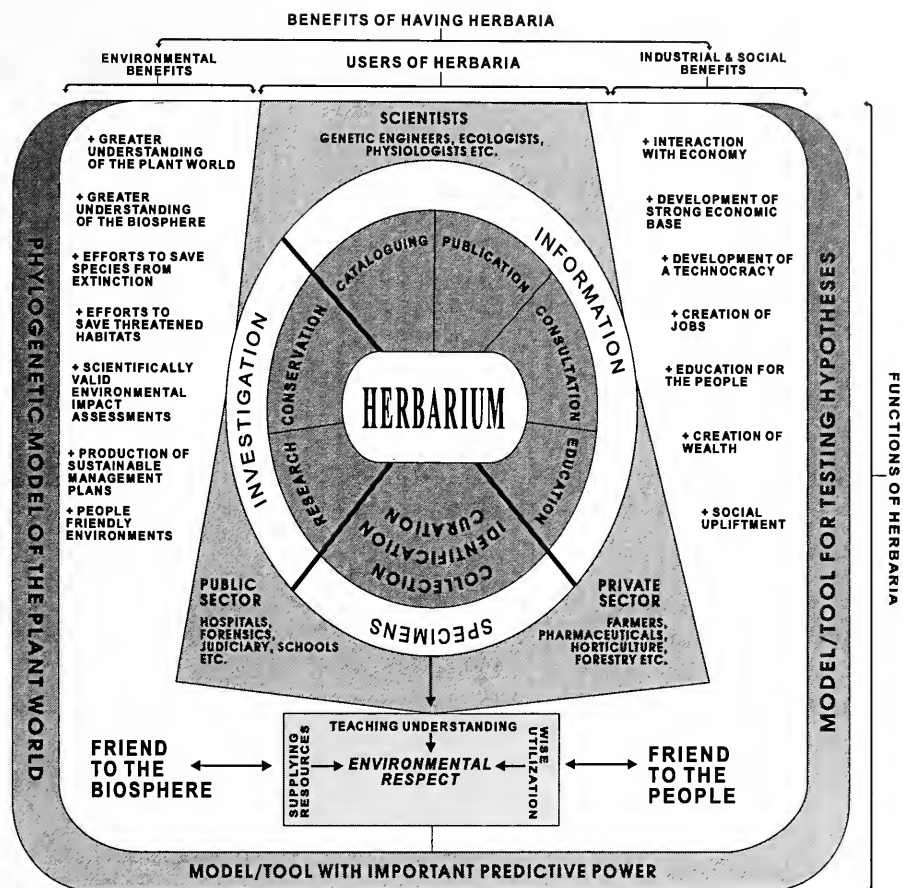 BENEFITS OF HAVING HERBARIA
ENVIRONMENTAL
BENEFITS
USERS OF HERBARIA
INDUSTRIAL & SOCIAL
BENEFITS
SCIENTISTS
GENETIC ENGINEERS, ECOLOGISTS,
PHYSIOLOGISTS ETC.
+ GREATER
UNDERSTANDING
OF THE PLANT WORLD
+ GREATER
UNDERSTANDING
OF THE BIOSPHERE
+ EFFORTS TO SAVE
SPECIES FROM
EXTINCTION
+ EFFORTS TO
SAVE THREATENED
HABITATS
+ SCIENTIFICALLY
VALID
ENVIRONMENTAL
IMPACT
ASSESSMENTS
+ PRODUCTION OF
SUSTAINABLE
MANAGEMENT
PLANS
+ PEOPLE
FRIENDLY
ENVIRONMENTS
+ INTERACTION
WITH ECONOMY
+ DEVELOPMENT OF
STRONG ECONOMIC
BASE
+ DEVELOPMENT OF
A TECHNOCRACY
+ CREATION OF
JOBS
+ EDUCATION FOR
THE PEOPLE
+ CREATION OF
WEALTH
+ SOCIAL
UPLIFTMENT
INVESTIGATION
INFORMATION
SPECIMENS
RESEARCH
CONSERVATION
CATALOGUING
PUBLICATION
CONSULTATION
EDUCATION
CURATION
IDENTIFICATION
COLLECTION
HERBARIUM
PUBLIC
SECTOR
HOSPITALS,
FORENSICS,
JUDICIARY, SCHOOLS
ETC.
PRIVATE
SECTOR
FARMERS,
PHARMACEUTICALS,
HORTICULTURE,
FORESTRY ETC.
FRIEND
TO THE
BIOSPHERE
SUPPLYING
RESOURCES
TEACHING UNDERSTANDING
ENVIRONMENTAL
RESPECT
WISE
UTILIZATION
FRIEND
TO THE
PEOPLE
PHYLOGENETIC MODEL OF THE PLANT WORLD
MODEL/TOOL WITH IMPORTANT PREDICTIVE POWER
MODEL/TOOL FOR TESTING HYPOTHESES
FUNCTIONS OF HERBARIA